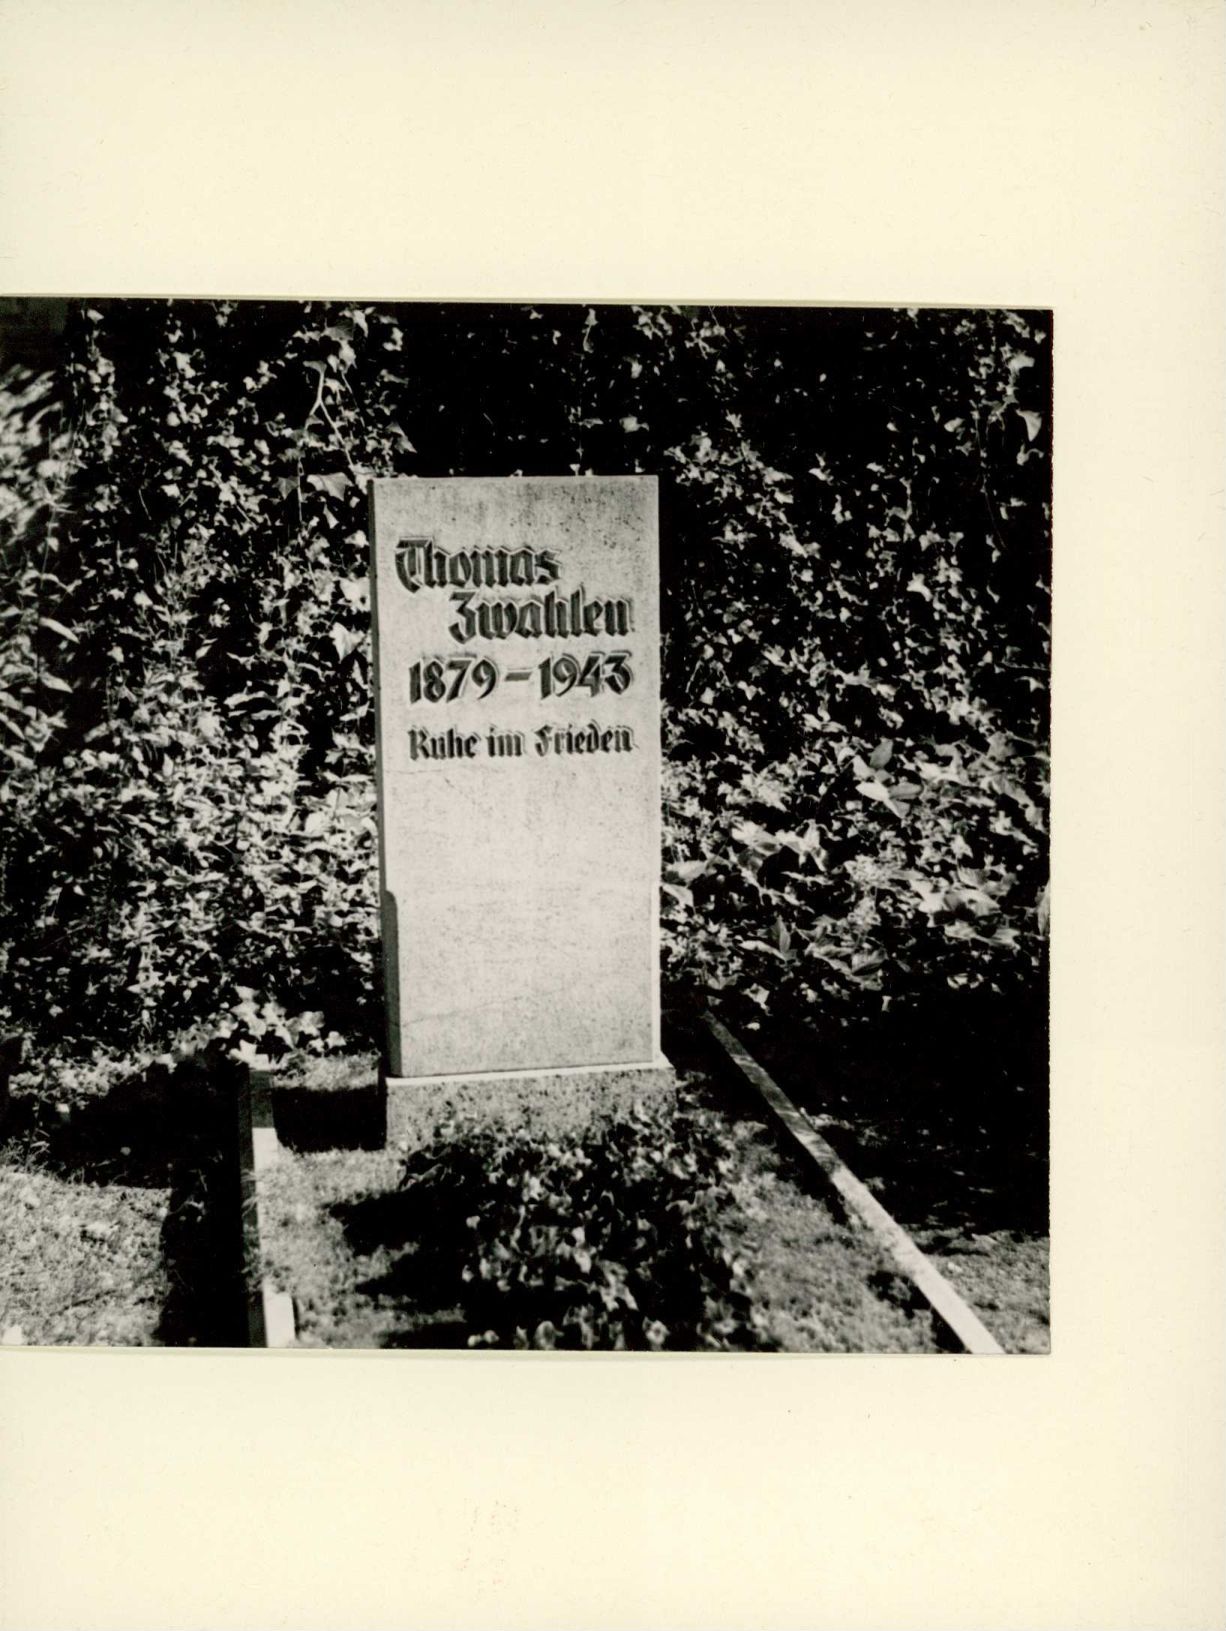 Thomas
Zwahlen
1879-1943
Ruhe im Frieden